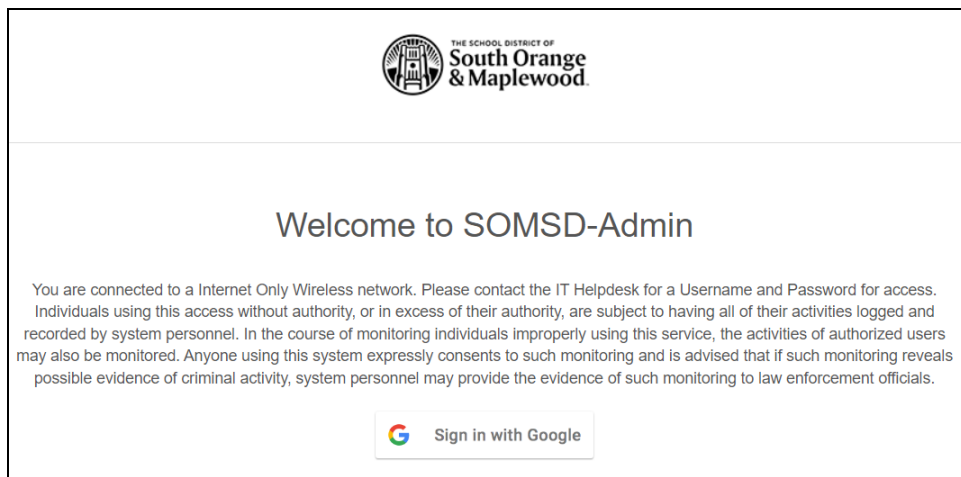 THE SCHOOL DISTRICT OF
South Orange
& Maplewood.
Welcome to SOMSD-Admin
You are connected to a Internet Only Wireless network. Please contact the IT Helpdesk for a Username and Password for access.
Individuals using this access without authority, or in excess of their authority, are subject to having all of their activities logged and
recorded by system personnel. In the course of monitoring individuals improperly using this service, the activities of authorized users
may also be monitored. Anyone using this system expressly consents to such monitoring and is advised that if such monitoring reveals
possible evidence of criminal activity, system personnel may provide the evidence of such monitoring to law enforcement officials.
Sign in with Google